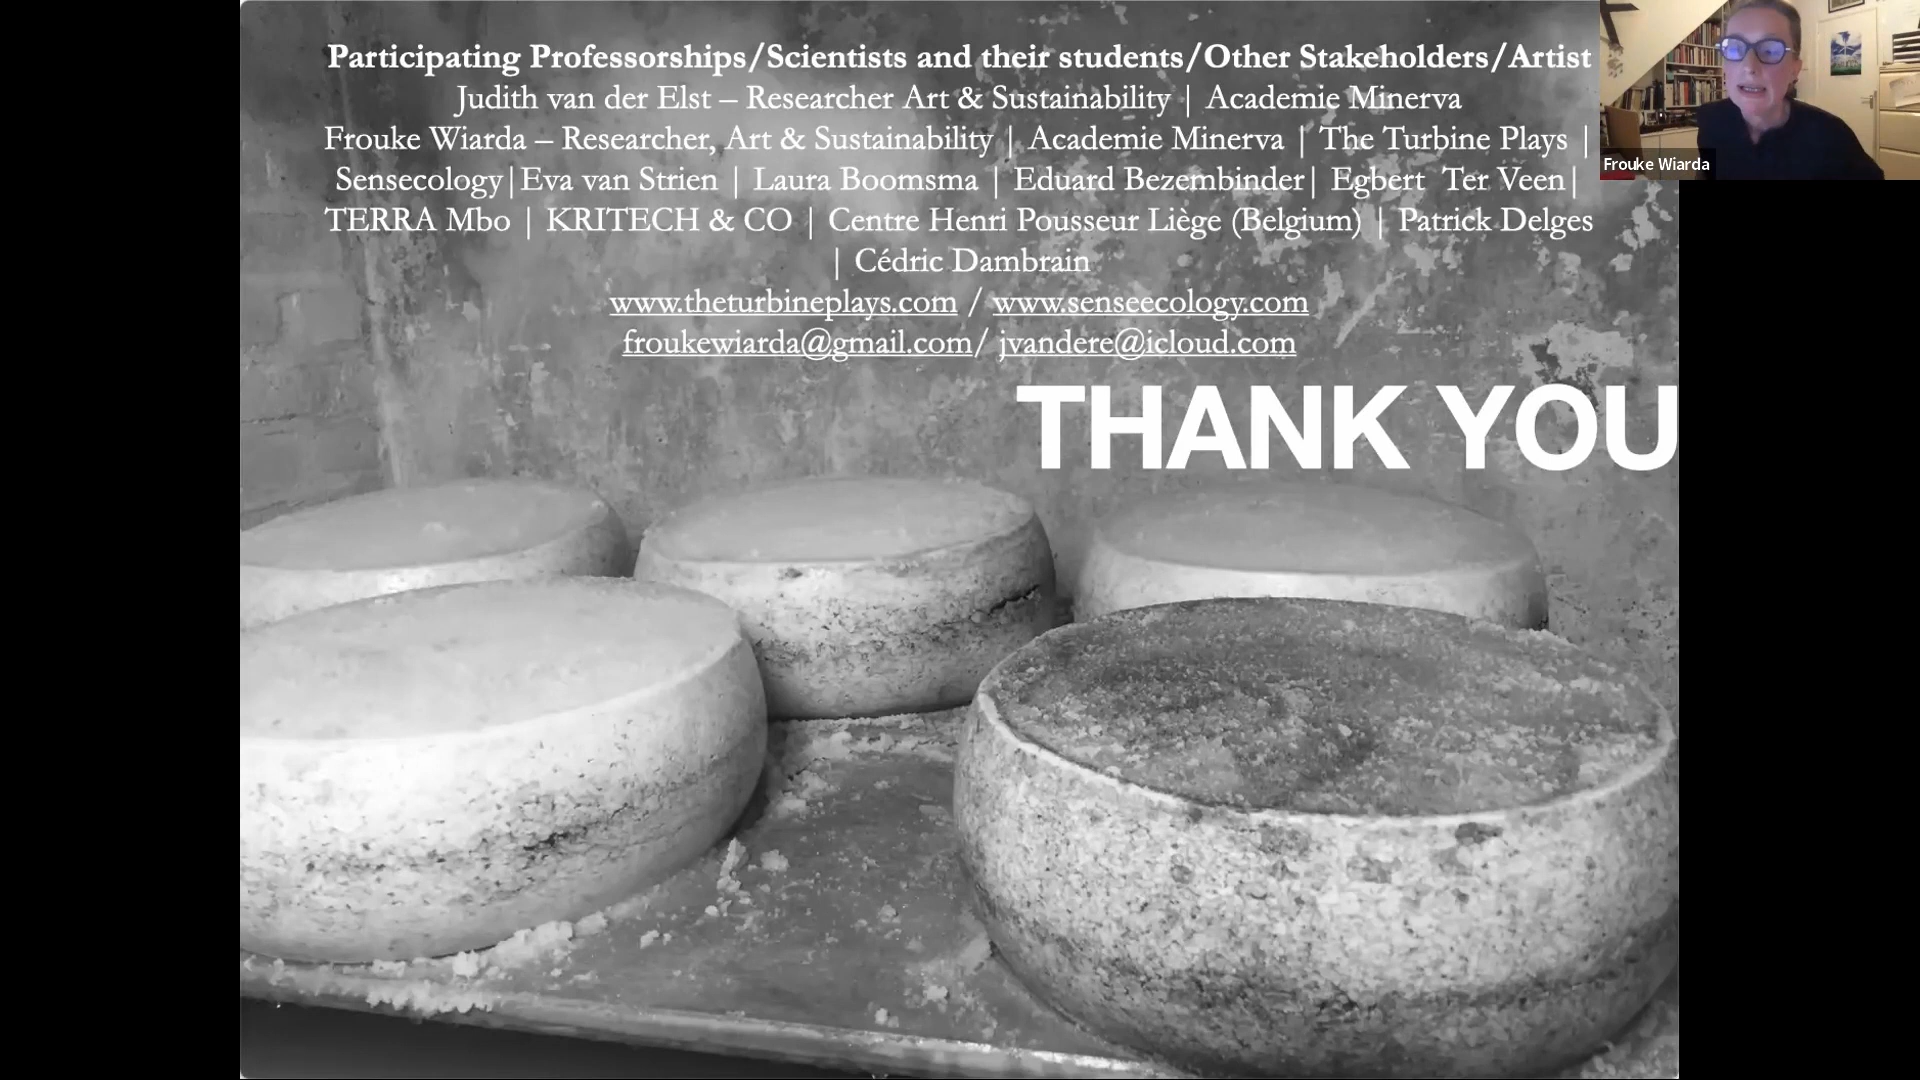 Participating Professorships/Scientists and their students/Other Stakeholders/Artist
Judith van der Elst – Researcher Art & Sustainability | Academie Minerva
Frouke Wiarda – Researcher, Art & Sustainability | Academie Minerva | The Turbine Plays |
Sensecology|Eva van Strien | Laura Boomsma | Eduard Bezembinder| Egbert Ter Veen|
TERRA Mbo | KRITECH & CO | Centre Henri Pousseur Liège (Belgium) | Patrick Delges
| Cédric Dambrain
www.theturbineplays.com / www.senseecology.com
froukewiarda@gmail.com/ jvandere@icloud.com
THANK YOU
Frouke Wiarda